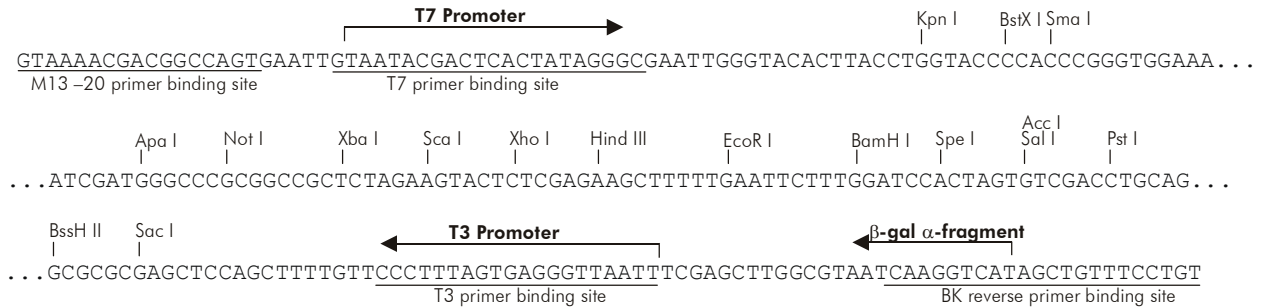 T7 Promoter
Kpn I BstX I Sma I
GTAAAACGACGGCCAGTGAATTGTAATACGACTCACTATAGGGCGAATTGGGTACACTTACCTGGTACCCCACCCGGGTGGAAA...
M13 –20 primer binding site T7 primer binding site
Acc I
Apa I Not I Xba I Sca I Xho I Hind III EcoR I BamH I Spe I Sal I Pst I
...ATCGATGGGCCCGCGGCCGCTCTAGAAGTACTCTCGAGAAGCTTTTTGAATTCTTTGGATCCACTAGTGTCGACCTGCAG...
BssH II Sac I T3 Promoter β-gal α-fragment
...GCGCGCGAGCTCCAGCTTTTGTTCCCTTTAGTGAGGGTTAATTTCGAGCTTGGCGTAATCAAGGTCATAGCTGTTTCCTGT
T3 primer binding site BK reverse primer binding site